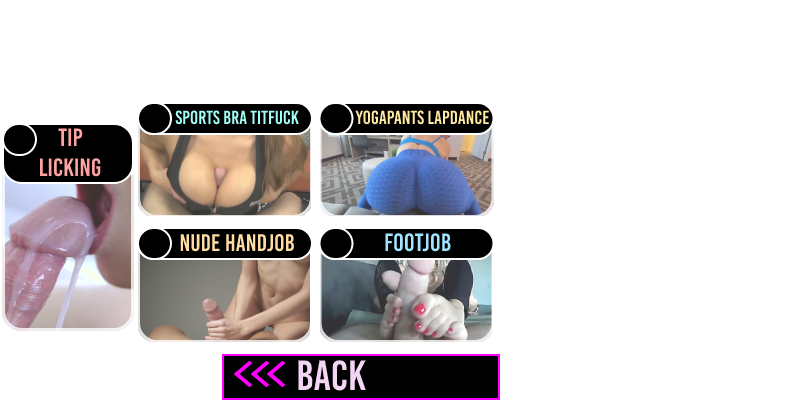 TIP
LICKING
SPORTS BRA TITFUCK
YOGAPANTS LAPDANCE
NUDE HANDJOB
FOOTJOB
<<< BACK